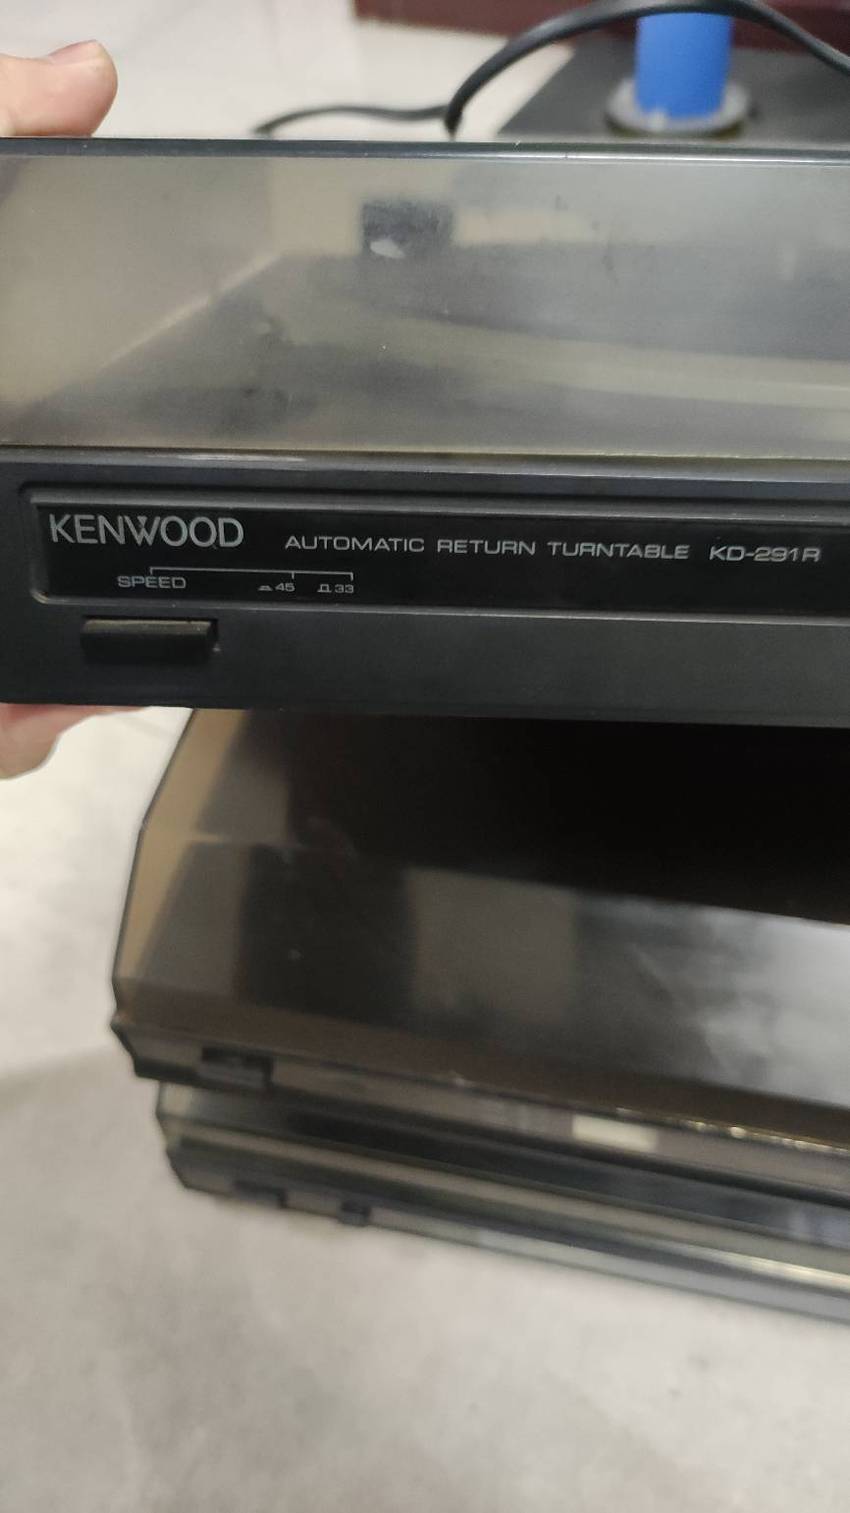 KENWOOD AUTOMATIC RETURN TURNTABLE KD-291R
SPEED 45 33